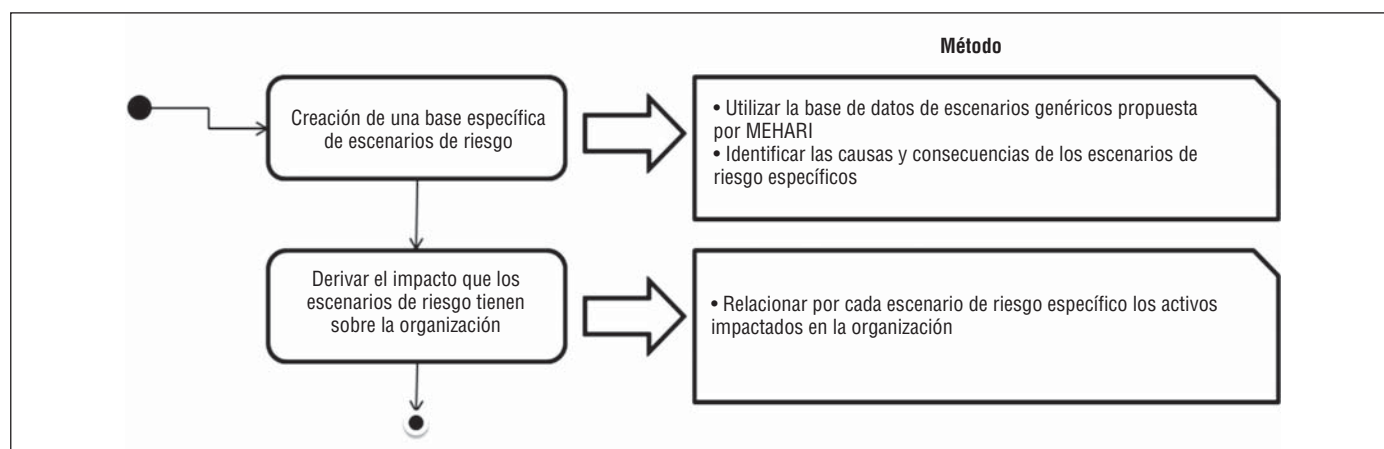 Método
Creación de una base específica
de escenarios de riesgo
• Utilizar la base de datos de escenarios genéricos propuesta
por MEHARI
• Identificar las causas y consecuencias de los escenarios de
riesgo específicos
Derivar el impacto que los
escenarios de riesgo tienen
sobre la organización
• Relacionar por cada escenario de riesgo específico los activos
impactados en la organización